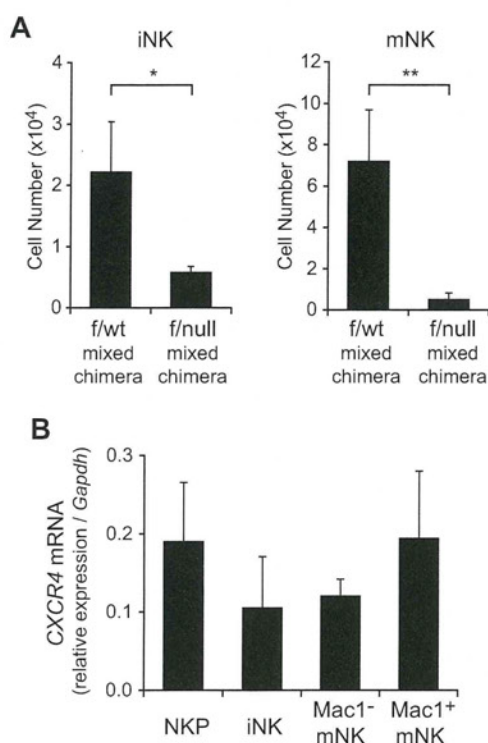 A
iNK
mNK
Cell Number (x10⁴)
4
3
2
1
0
*
f/wt
mixed
chimera
f/null
mixed
chimera
Cell Number (x10⁴)
12
10
8
6
4
2
0
**
f/wt
mixed
chimera
f/null
mixed
chimera
B
CXCR4 mRNA
(relative expression / Gapdh)
0.3
0.2
0.1
0.0
NKP
iNK
Mac1⁻
mNK
Mac1⁺
mNK